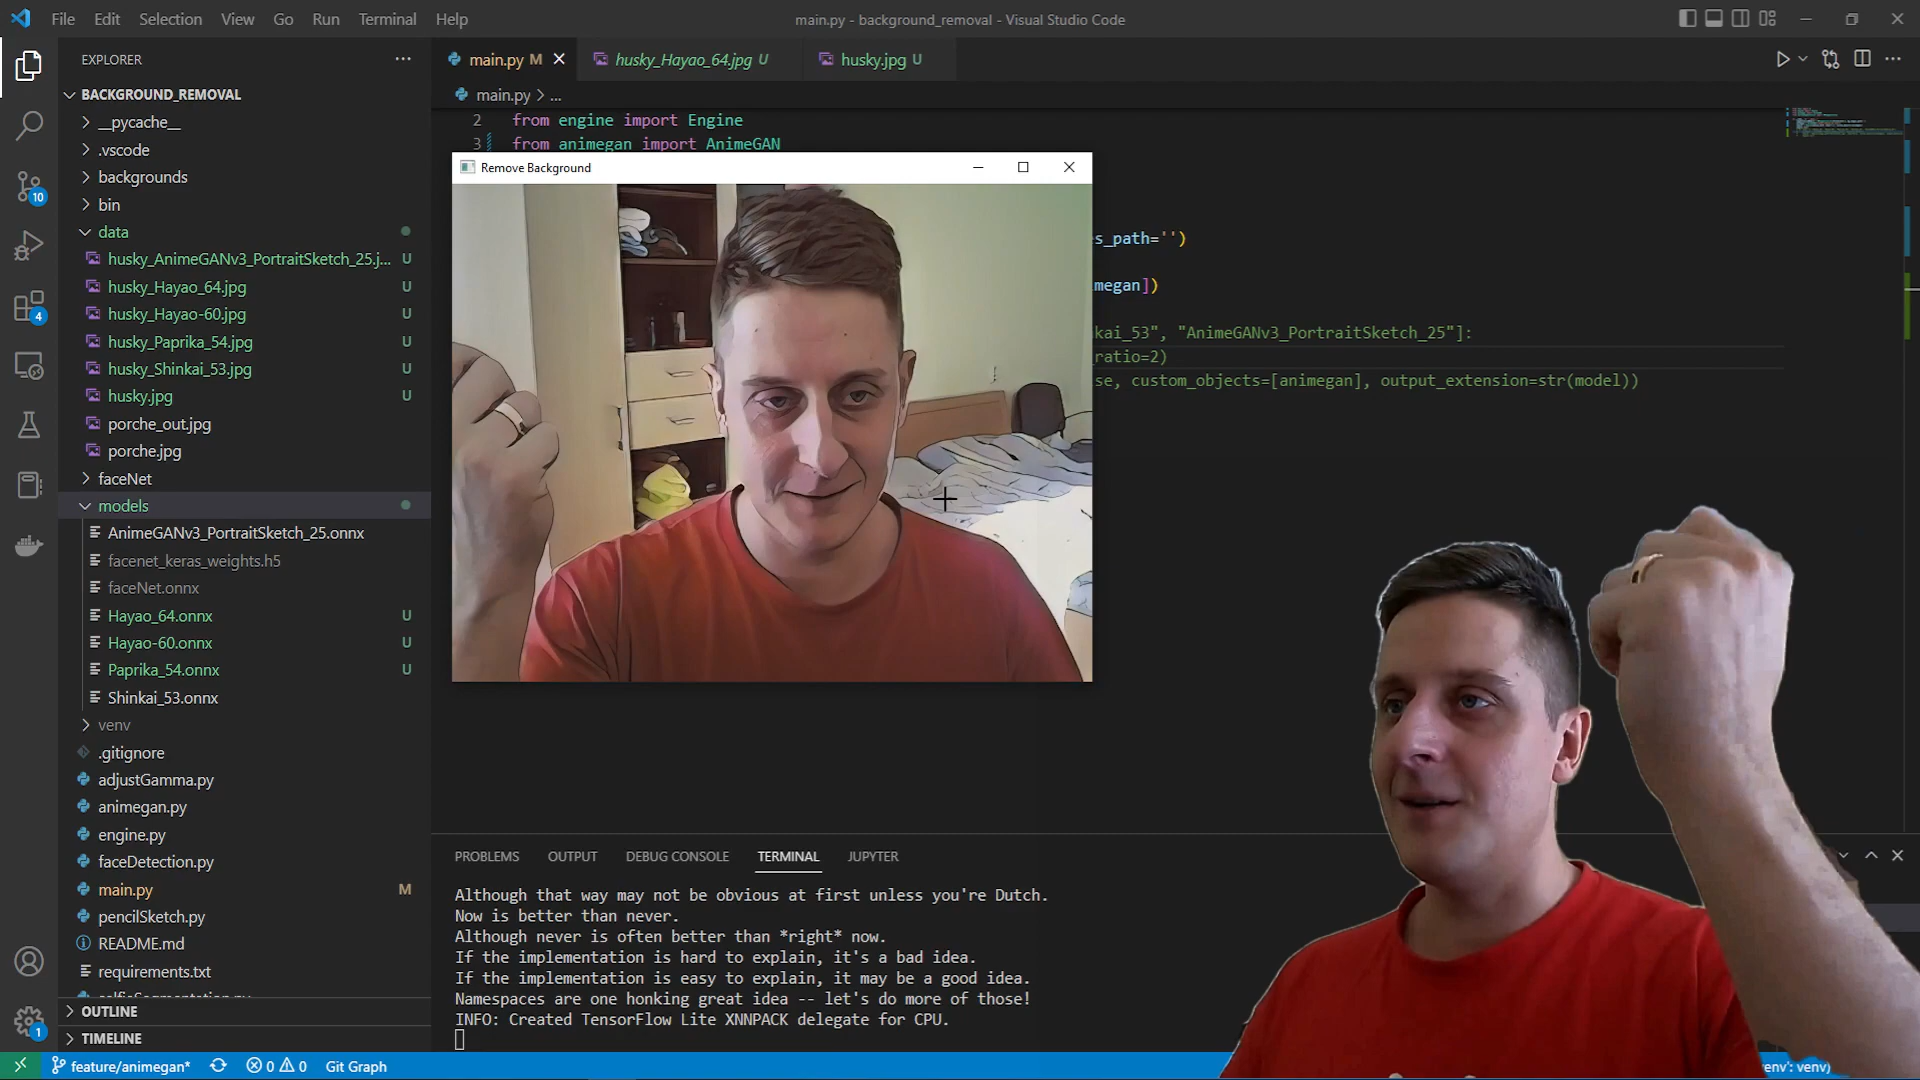 File Edit Selection View Go Run Terminal Help
main.py - background_removal - Visual Studio Code
EXPLORER
BACKGROUND_REMOVAL
__pycache__
.vscode
backgrounds
bin
data
husky_AnimeGANv3_PortraitSketch_25.j... U
husky_Hayao_64.jpg U
husky_Hayao-60.jpg U
husky_Paprika_54.jpg U
husky_Shinkai_53.jpg U
husky.jpg U
porche_out.jpg
porche.jpg
faceNet
models
AnimeGANv3_PortraitSketch_25.onnx
facenet_keras_weights.h5
faceNet.onnx
Hayao_64.onnx U
Hayao-60.onnx U
Paprika_54.onnx U
Shinkai_53.onnx
venv
.gitignore
adjustGamma.py
animegan.py
engine.py
faceDetection.py
main.py M
pencilSketch.py
README.md
requirements.txt
OUTLINE
TIMELINE
10
4
1
main.py M
husky_Hayao_64.jpg U
husky.jpg U
main.py > ...
2 from engine import Engine
3 from animegan import AnimeGAN
Remove Background
s_path='')
megan])
kai_53", "AnimeGANv3_PortraitSketch_25"]:
ratio=2)
se, custom_objects=[animegan], output_extension=str(model))
PROBLEMS OUTPUT DEBUG CONSOLE TERMINAL JUPYTER
Although that way may not be obvious at first unless you're Dutch.
Now is better than never.
Although never is often better than *right* now.
If the implementation is hard to explain, it's a bad idea.
If the implementation is easy to explain, it may be a good idea.
Namespaces are one honking great idea -- let's do more of those!
INFO: Created TensorFlow Lite XNNPACK delegate for CPU.
feature/animegan* 0 0 Git Graph
venv': venv)